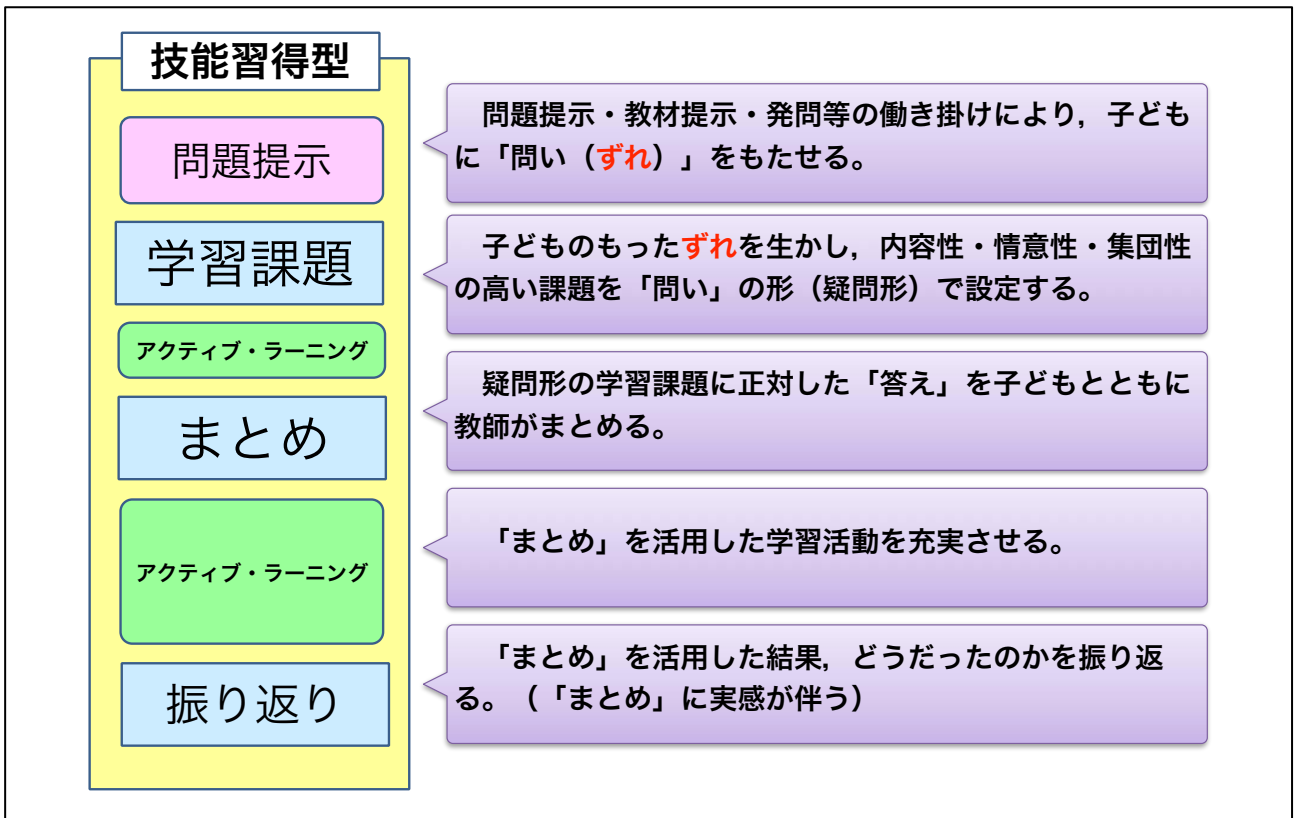 技能習得型
問題提示
　問題提示・教材提示・発問等の働き掛けにより，子ども
に「問い（ずれ）」をもたせる。
学習課題
　子どものもったずれを生かし，内容性・情意性・集団性
の高い課題を「問い」の形（疑問形）で設定する。
アクティブ・ラーニング
まとめ
　疑問形の学習課題に正対した「答え」を子どもとともに
教師がまとめる。
アクティブ・ラーニング
　「まとめ」を活用した学習活動を充実させる。
振り返り
　「まとめ」を活用した結果，どうだったのかを振り返
る。（「まとめ」に実感が伴う）